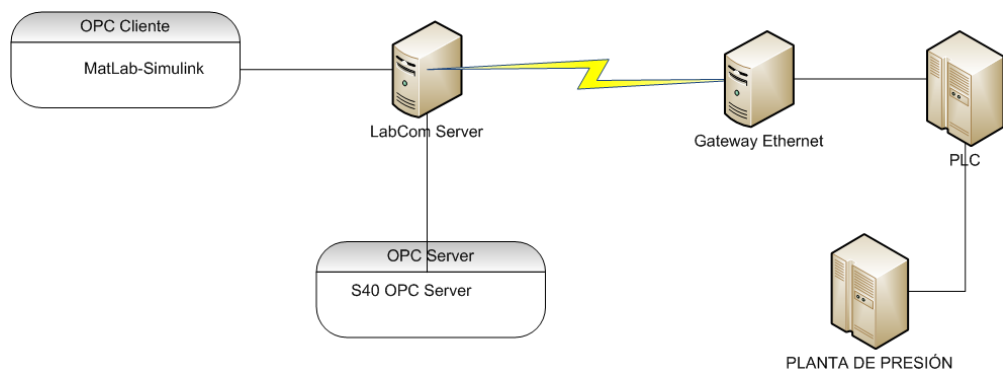 OPC Cliente
MatLab-Simulink
LabCom Server
Gateway Ethernet
PLC
OPC Server
S40 OPC Server
PLANTA DE PRESIÓN